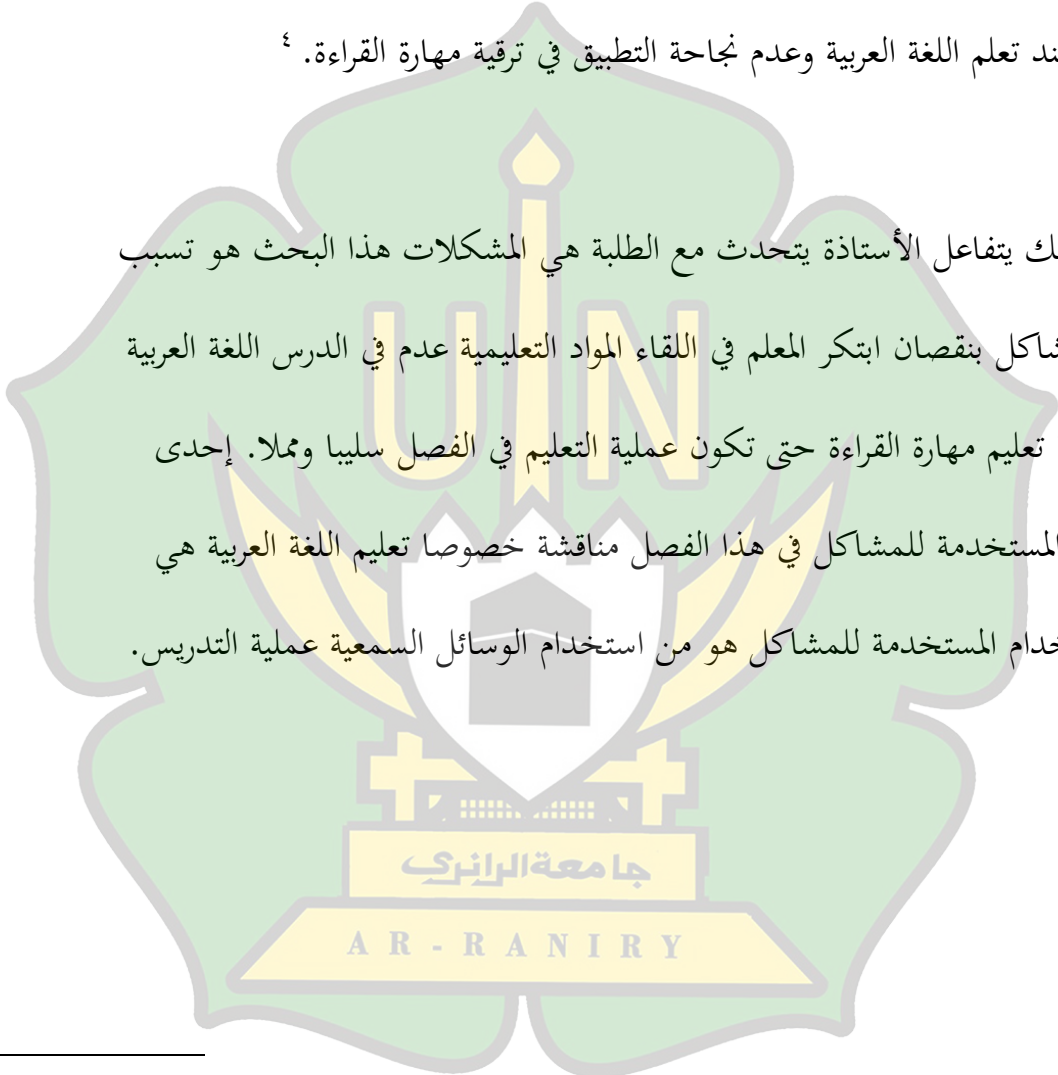 ند تعلم اللغة العربية وعدم نجاحة التطبيق في ترقية مهارة القراءة. ٤
لك يتفاعل الأستاذة يتحدث مع الطلبة هي المشكلات هذا البحث هو تسبب
شاكل بنقصان ابتكر المعلم في اللقاء المواد التعليمية عدم في الدرس اللغة العربية
تعليم مهارة القراءة حتى تكون عملية التعليم في الفصل سليبا ومملا. إحدى
لمستخدمة للمشاكل في هذا الفصل مناقشة خصوصا تعليم اللغة العربية هي
خدام المستخدمة للمشاكل هو من استخدام الوسائل السمعية عملية التدريس.
UIN
جامعة الرانري
AR-RANIRY